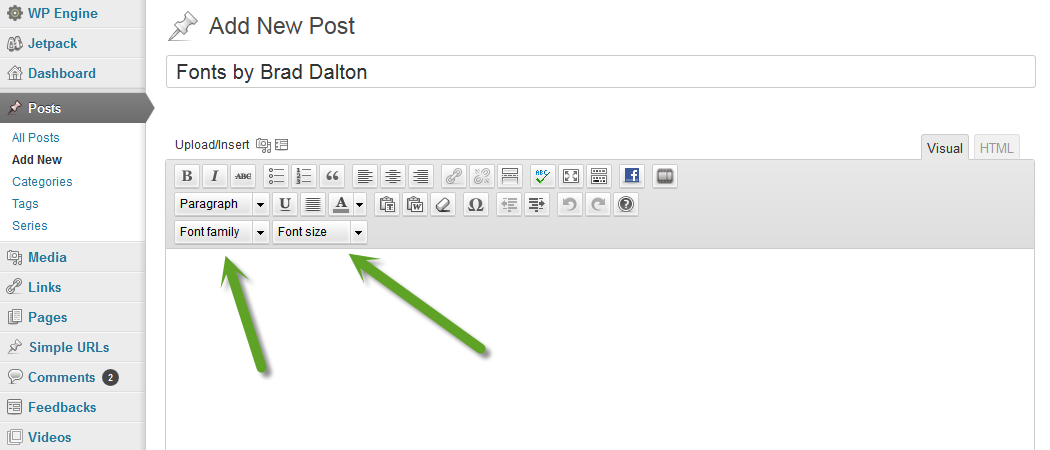 WP Engine
Jetpack
Dashboard
Posts
All Posts
Add New
Categories
Tags
Series
Media
Links
Pages
Simple URLs
Comments 2
Feedbacks
Videos
Add New Post
Fonts by Brad Dalton
Upload/Insert
Visual HTML
B I ABC ABC
Paragraph U A Ω ?
Font family Font size